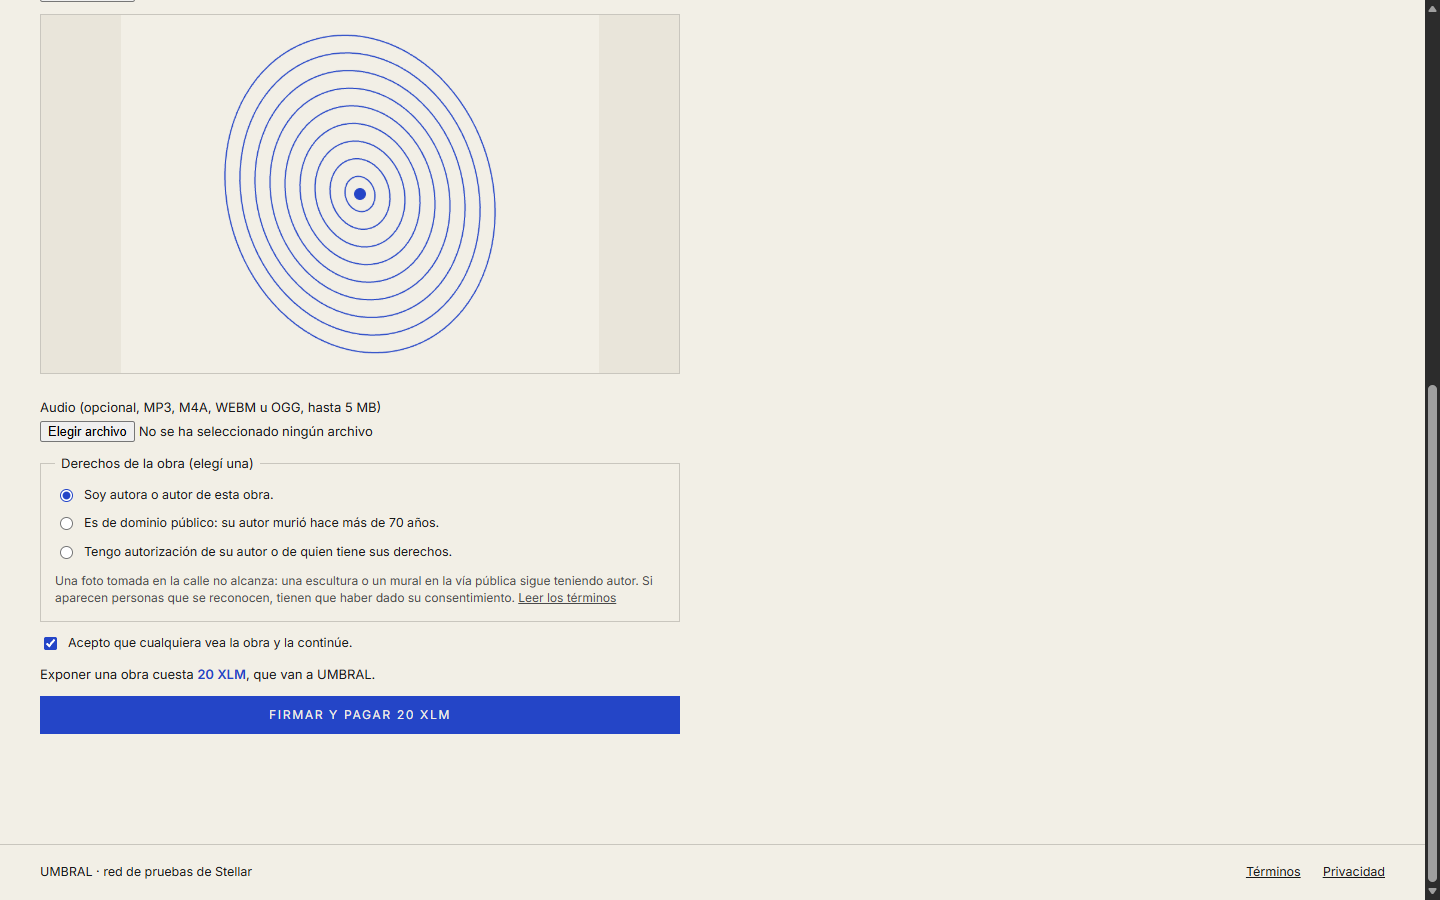 Audio (opcional, MP3, M4A, WEBM u OGG, hasta 5 MB)
Elegir archivo No se ha seleccionado ningún archivo
Derechos de la obra (elegí una)
Soy autora o autor de esta obra.
Es de dominio público: su autor murió hace más de 70 años.
Tengo autorización de su autor o de quien tiene sus derechos.
Una foto tomada en la calle no alcanza: una escultura o un mural en la vía pública sigue teniendo autor. Si
aparecen personas que se reconocen, tienen que haber dado su consentimiento. Leer los términos
Acepto que cualquiera vea la obra y la continúe.
Exponer una obra cuesta 20 XLM, que van a UMBRAL.
FIRMAR Y PAGAR 20 XLM
UMBRAL · red de pruebas de Stellar
Términos Privacidad